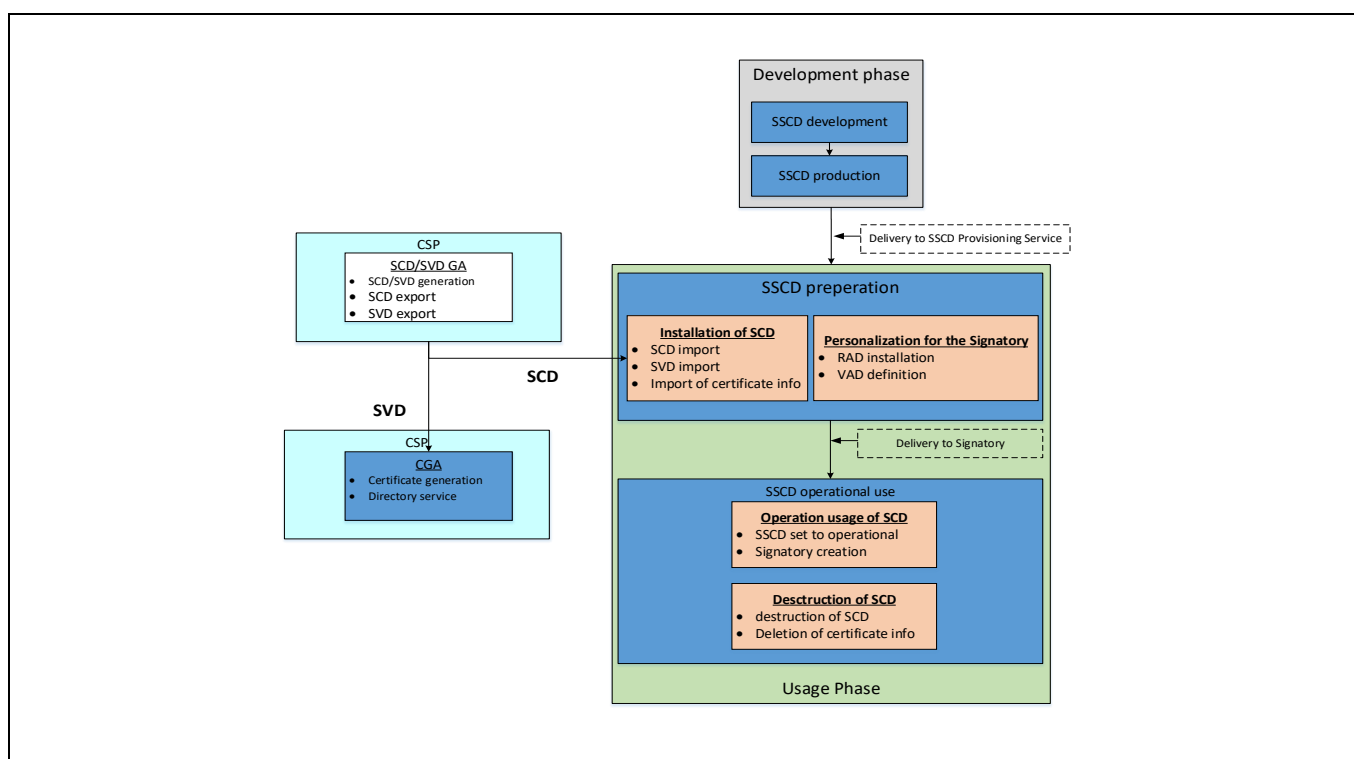 Development phase
SSCD development
SSCD production
Delivery to SSCD Provisioning Service
CSP
SCD/SVD GA
• SCD/SVD generation
• SCD export
• SVD export
SSCD preperation
Installation of SCD
• SCD import
• SVD import
• Import of certificate info
Personalization for the Signatory
• RAD installation
• VAD definition
SCD
SVD
CSP
CGA
• Certificate generation
• Directory service
Delivery to Signatory
SSCD operational use
Operation usage of SCD
• SSCD set to operational
• Signatory creation
Desctruction of SCD
• destruction of SCD
• Deletion of certificate info
Usage Phase